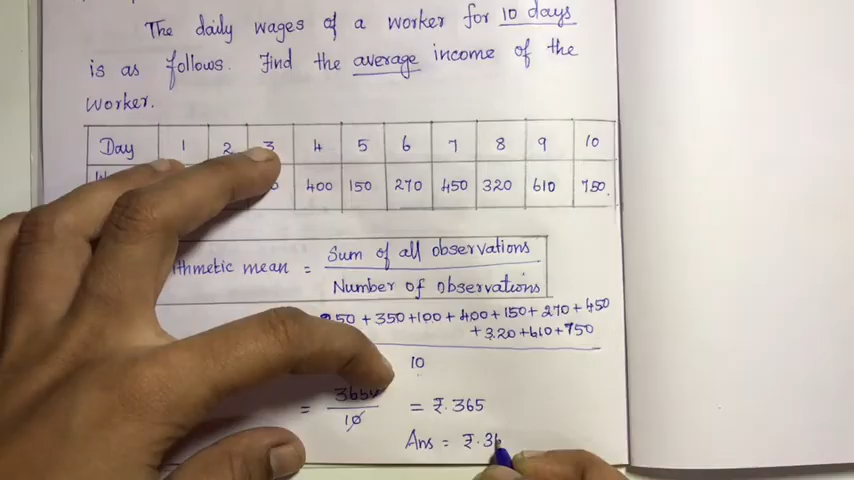 The daily wages of a worker for 10 days
is as follows. Find the average income of the
worker.
Day 1 2 3 4 5 6 7 8 9 10
400 150 270 450 320 610 750.
mean = Sum of all observations
Number of observations
250 + 350 + 100 + 400 + 150 + 270 + 450
+ 320 + 610 + 750
10
= 3650
10
= ₹. 365
Ans = ₹. 36